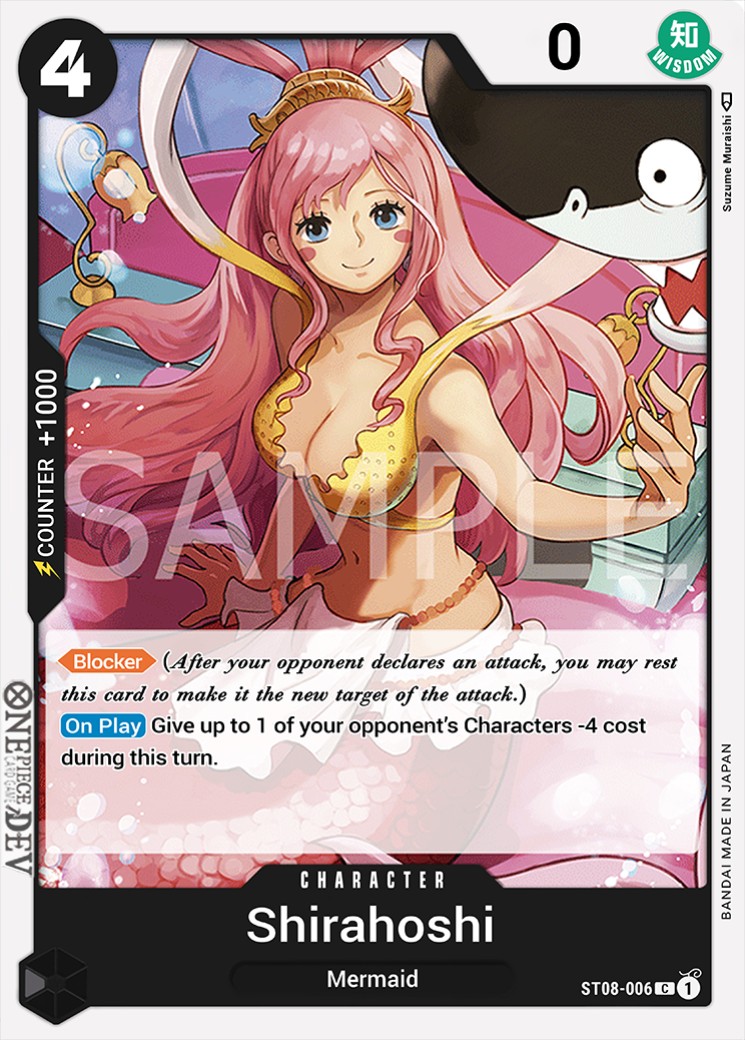 4
0
知
WISDOM
Suzume Muraishi
COUNTER +1000
SAMPLE
Blocker (After your opponent declares an attack, you may rest
this card to make it the new target of the attack.)
On Play Give up to 1 of your opponent's Characters -4 cost
during this turn.
ONE PIECE
CARD GAME
.DEV
BANDAI MADE IN JAPAN
CHARACTER
Shirahoshi
Mermaid
ST08-006 C 1